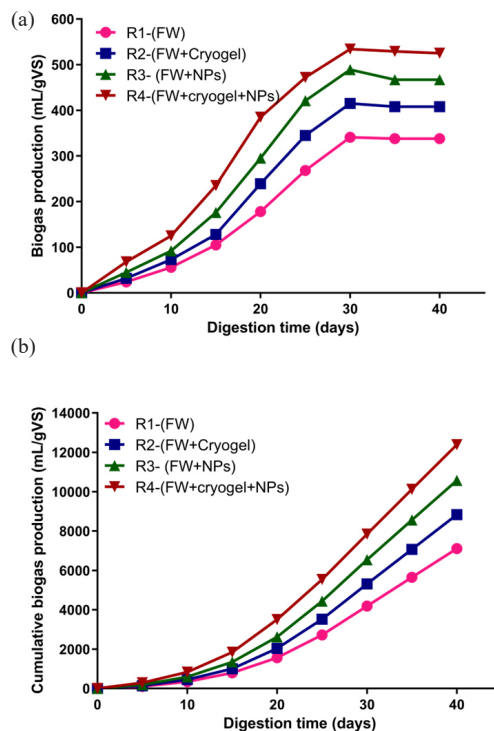 (a)
600
R1-(FW)
R2-(FW+Cryogel)
R3- (FW+NPs)
R4-(FW+cryogel+NPs)
500
400
300
200
100
0
Biogas production (mL/gVS)
0 10 20 30 40
Digestion time (days)
(b)
14000
R1-(FW)
R2-(FW+Cryogel)
R3- (FW+NPs)
R4-(FW+cryogel+NPs)
12000
10000
8000
6000
4000
2000
0
Cumulative biogas production (mL/gVS)
0 10 20 30 40
Digestion time (days)